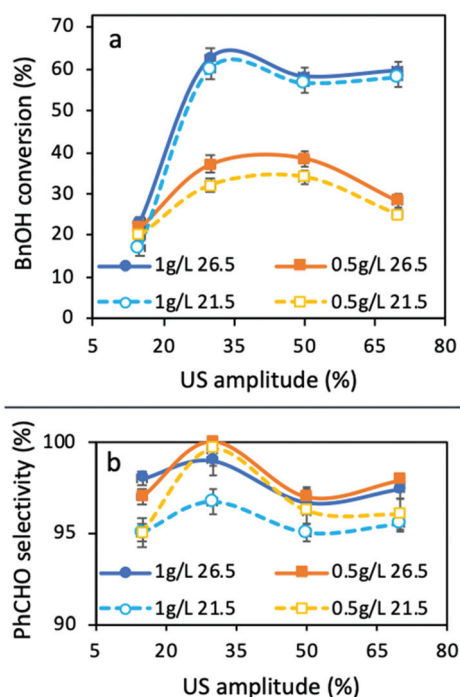 a
BnOH conversion (%)
70
60
50
40
30
20
10
0
1g/L 26.5 0.5g/L 26.5
1g/L 21.5 0.5g/L 21.5
5 20 35 50 65 80
US amplitude (%)
b
PhCHO selectivity (%)
100
95
90
1g/L 26.5 0.5g/L 26.5
1g/L 21.5 0.5g/L 21.5
5 20 35 50 65 80
US amplitude (%)